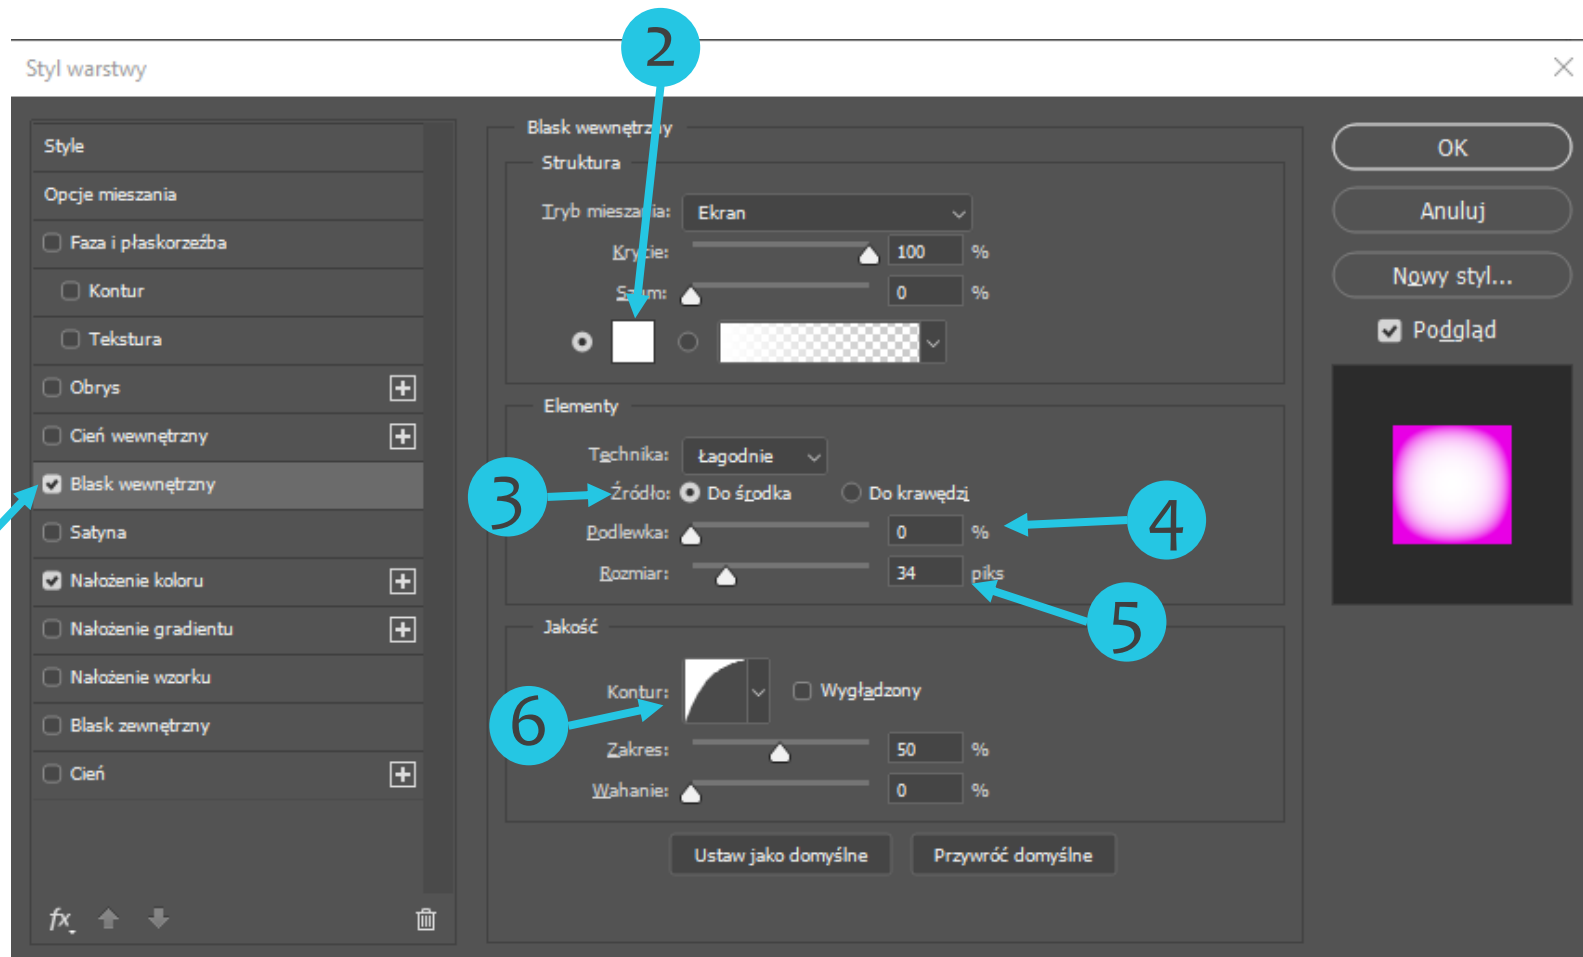 2
Styl warstwy
Style
Opcje mieszania
Faza i płaskorzeźba
Kontur
Tekstura
Obrys
Cień wewnętrzny
Blask wewnętrzny
Satyna
Nałożenie koloru
Nałożenie gradientu
Nałożenie wzorku
Blask zewnętrzny
Cień
fx
Blask wewnętrzny
Struktura
Tryb mieszania: Ekran
Krycie: 100 %
Szum: 0 %
Elementy
Technika: Łagodnie
3 Źródło: Do środka Do krawędzi
Podlewka: 0 % 4
Rozmiar: 34 piks
5
Jakość
6 Kontur: Wygładzony
Zakres: 50 %
Wahanie: 0 %
Ustaw jako domyślne Przywróć domyślne
OK
Anuluj
Nowy styl...
Podgląd